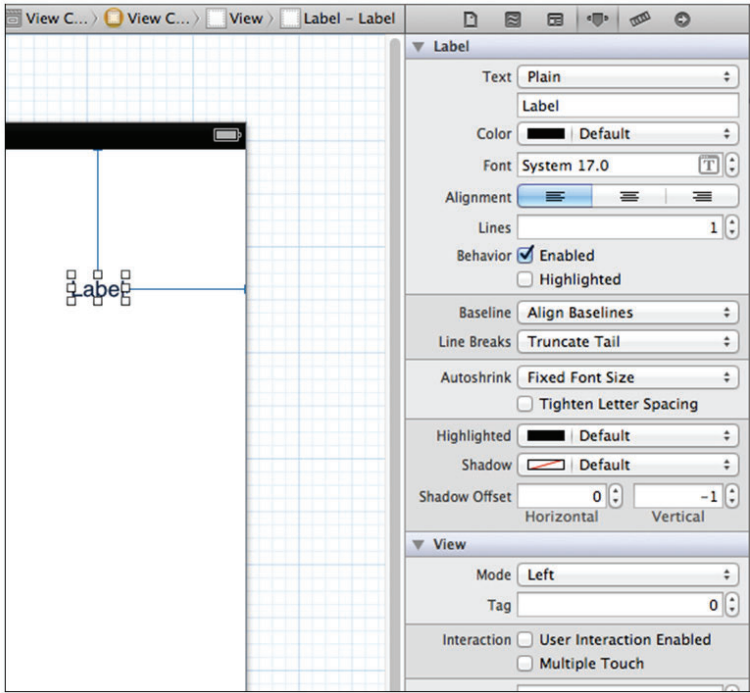 View C... View C... View Label – Label
Label
Text Plain
Label
Color Default
Font System 17.0 T
Alignment
Lines 1
Behavior Enabled
Highlighted
Label
Baseline Align Baselines
Line Breaks Truncate Tail
Autoshrink Fixed Font Size
Tighten Letter Spacing
Highlighted Default
Shadow Default
Shadow Offset 0 -1
Horizontal Vertical
View
Mode Left
Tag 0
Interaction User Interaction Enabled
Multiple Touch